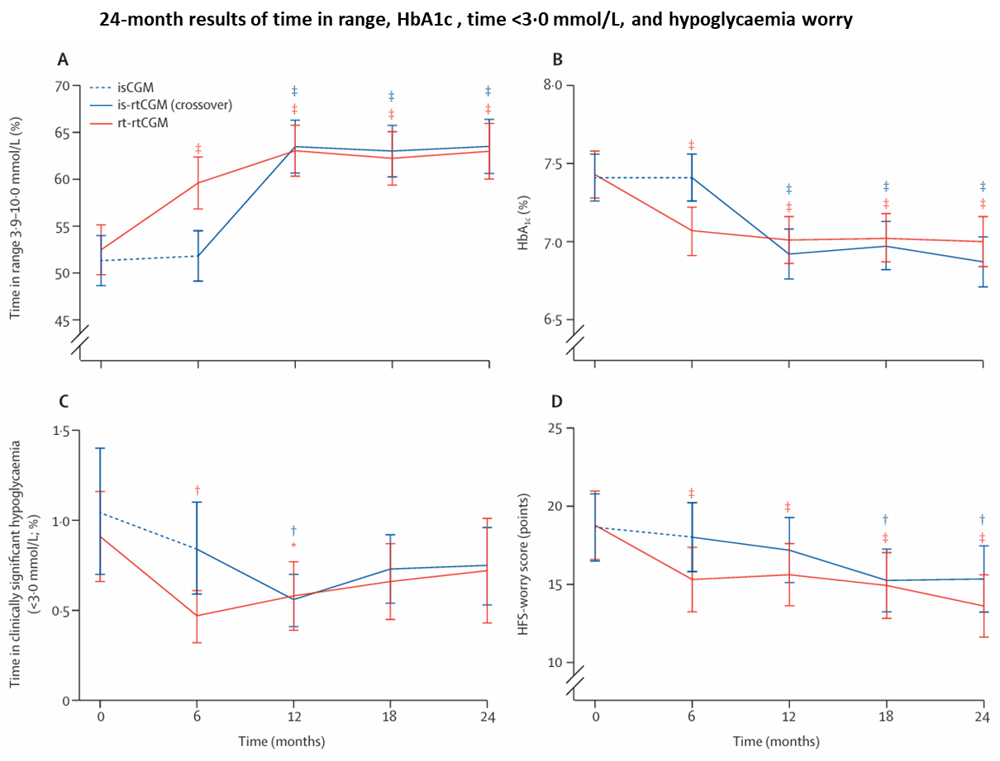 24-month results of time in range, HbA1c , time <3·0 mmol/L, and hypoglycaemia worry
A
Time in range 3·9–10·0 mmol/L (%)
70
65
60
55
50
45
isCGM
is-rtCGM (crossover)
rt-rtCGM
‡
‡
‡
‡
‡
‡
‡
B
HbA1c (%)
8·0
7·5
7·0
6·5
‡
‡
‡
‡
‡
‡
‡
C
Time in clinically significant hypoglycaemia
(<3·0 mmol/L; %)
1·5
1·0
0·5
0
†
†
*
0 6 12 18 24
Time (months)
D
HFS-worry score (points)
25
20
15
10
‡
‡
†
‡
†
‡
0 6 12 18 24
Time (months)